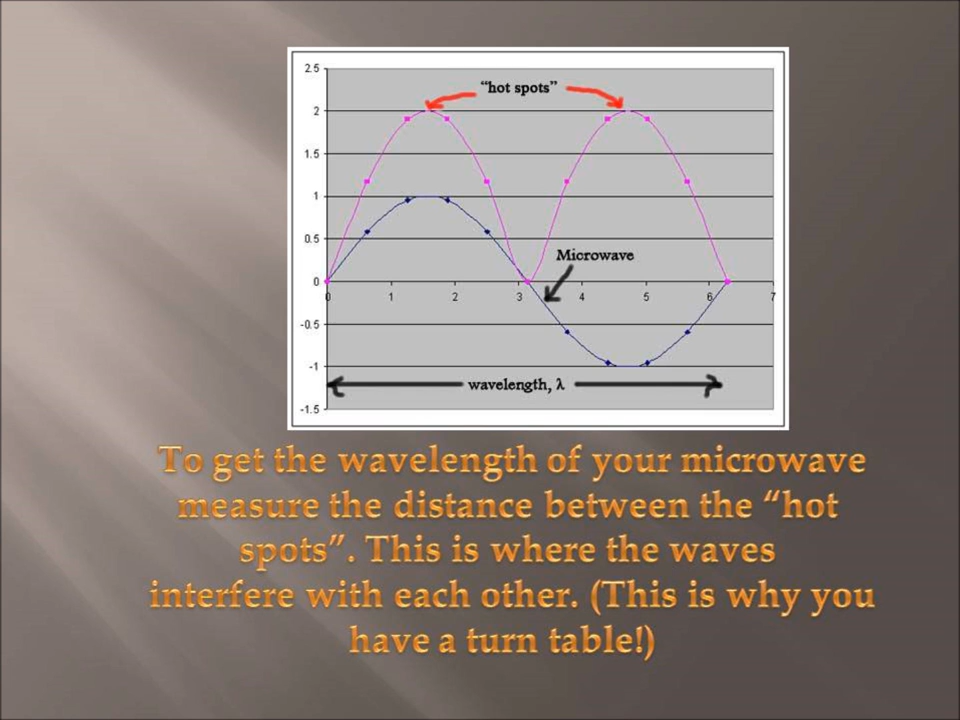 2.5
"hot spots"
2
1.5
1
0.5
Microwave
0
0 1 2 3 4 5 6 7
-0.5
-1
wavelength, λ
-1.5
To get the wavelength of your microwave
measure the distance between the "hot
spots". This is where the waves
interfere with each other. (This is why you
have a turn table!)